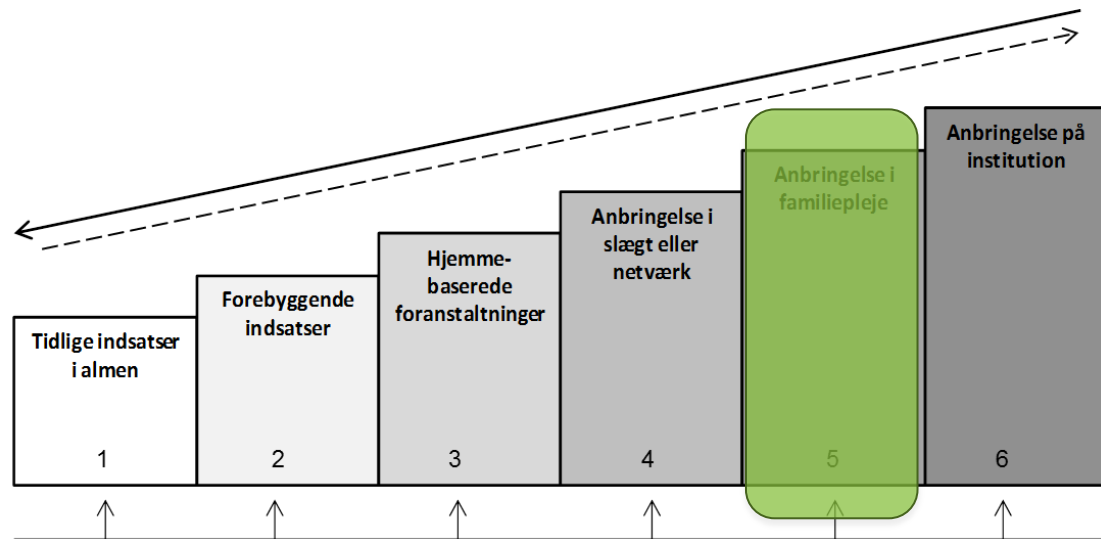 Tidlige indsatser
i almen
1
Forebyggende
indsatser
2
Hjemme-
baserede
foranstaltninger
3
Anbringelse i
slægt eller
netværk
4
Anbringelse i
familiepleje
5
Anbringelse på
institution
6